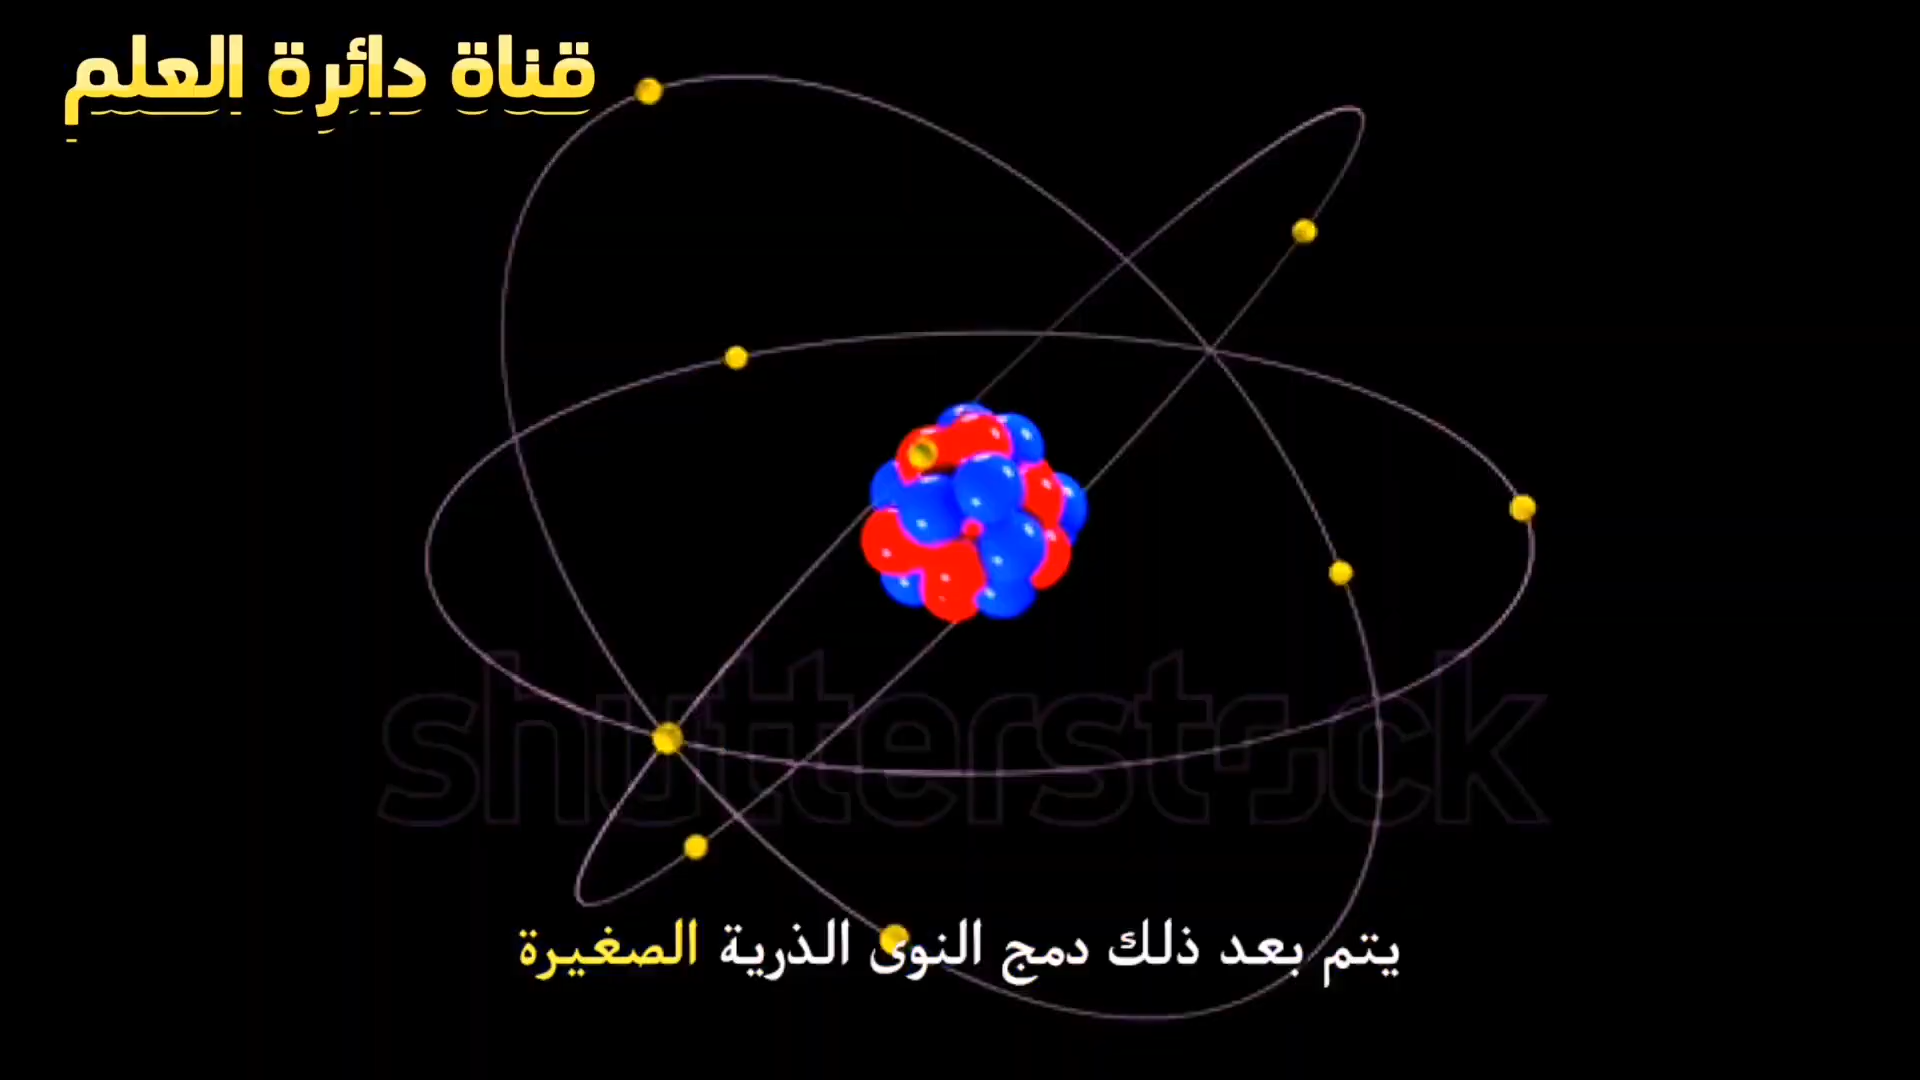 قناة دائرة العلم
shutterstock
يتم بعد ذلك دمج النوى الذرية الصغيرة